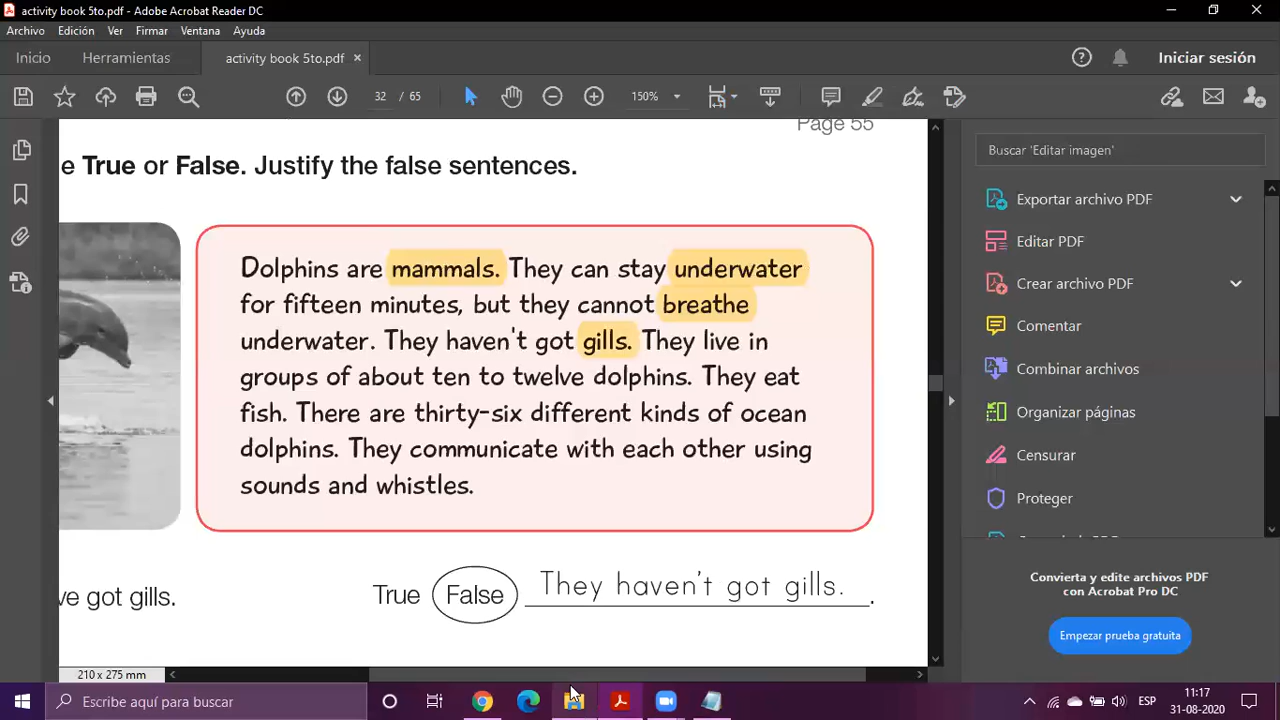 activity book 5to.pdf - Adobe Acrobat Reader DC
Archivo Edición Ver Firmar Ventana Ayuda
Inicio Herramientas activity book 5to.pdf × Iniciar sesión
32 / 65 150%
Page 55
e True or False. Justify the false sentences.
Dolphins are mammals. They can stay underwater
for fifteen minutes, but they cannot breathe
underwater. They haven't got gills. They live in
groups of about ten to twelve dolphins. They eat
fish. There are thirty-six different kinds of ocean
dolphins. They communicate with each other using
sounds and whistles.
ve got gills. True False They haven't got gills.
210 x 275 mm
Buscar 'Editar imagen'
Exportar archivo PDF
Editar PDF
Crear archivo PDF
Comentar
Combinar archivos
Organizar páginas
Censurar
Proteger
Convierta y edite archivos PDF
con Acrobat Pro DC
Empezar prueba gratuita
Escribe aquí para buscar
ESP
11:17
31-08-2020